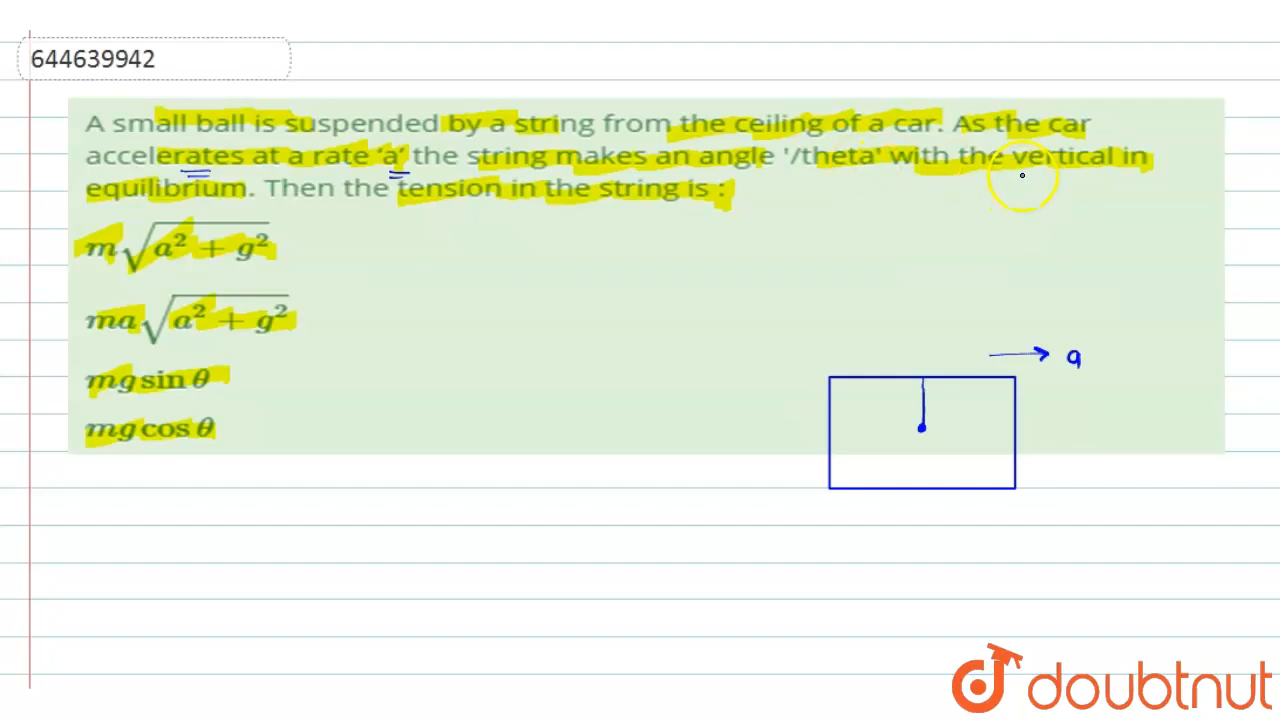 644639942
A small ball is suspended by a string from the ceiling of a car. As the car
accelerates at a rate 'a' the string makes an angle '/theta' with the vertical in
equilibrium. Then the tension in the string is :
m√(a² + g²)
ma√(a² + g²)
mg sin θ
mg cos θ
a
doubtnut